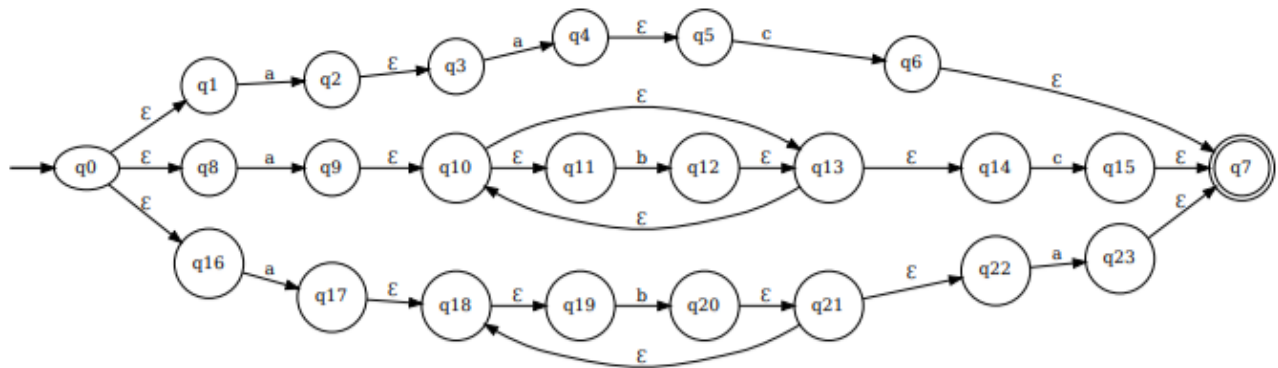 q0 ε q1 a q2 ε q3 a q4 ε q5 c q6 ε q7
ε q8 a q9 ε q10 ε q11 b q12 ε q13 ε q14 c q15 ε
ε
ε
ε q16 a q17 ε q18 ε q19 b q20 ε q21 ε q22 a q23 ε
ε